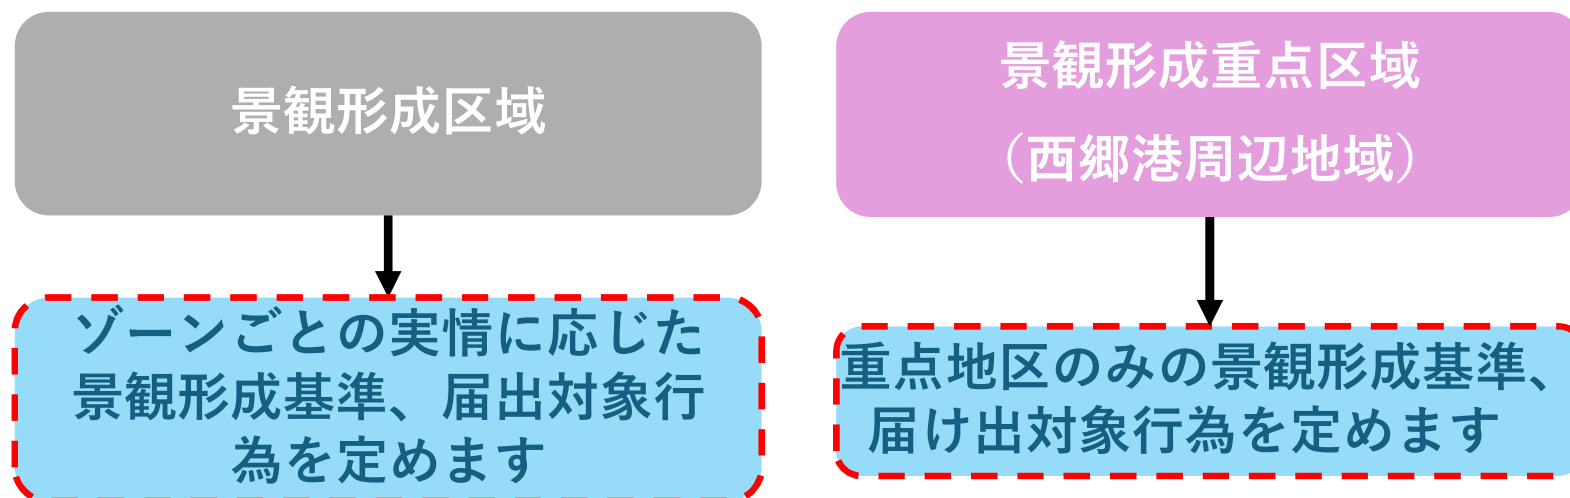 景観形成区域
ゾーンごとの実情に応じた
景観形成基準、届出対象行
為を定めます
景観形成重点区域
（西郷港周辺地域）
重点地区のみの景観形成基準、
届け出対象行為を定めます